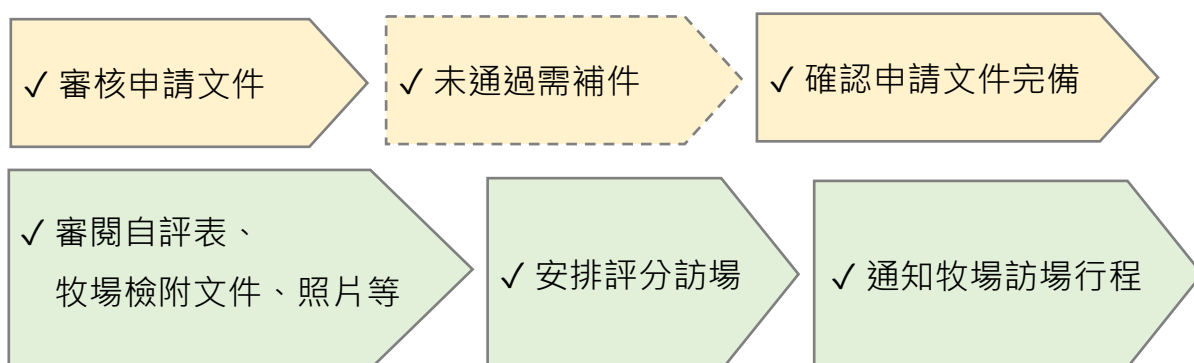 ✓ 審核申請文件
✓ 未通過需補件
✓ 確認申請文件完備
✓ 審閱自評表、
牧場檢附文件、照片等
✓ 安排評分訪場
✓ 通知牧場訪場行程